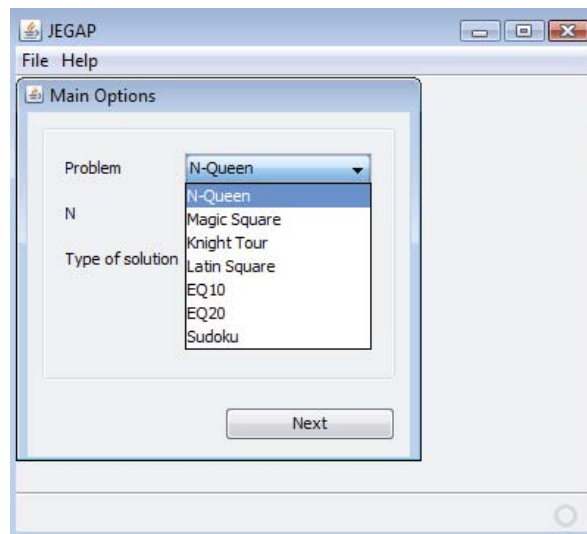 JEGAP
File Help
Main Options
Problem N-Queen
N-Queen
N
Magic Square
Knight Tour
Type of solution
Latin Square
EQ10
EQ20
Sudoku
Next